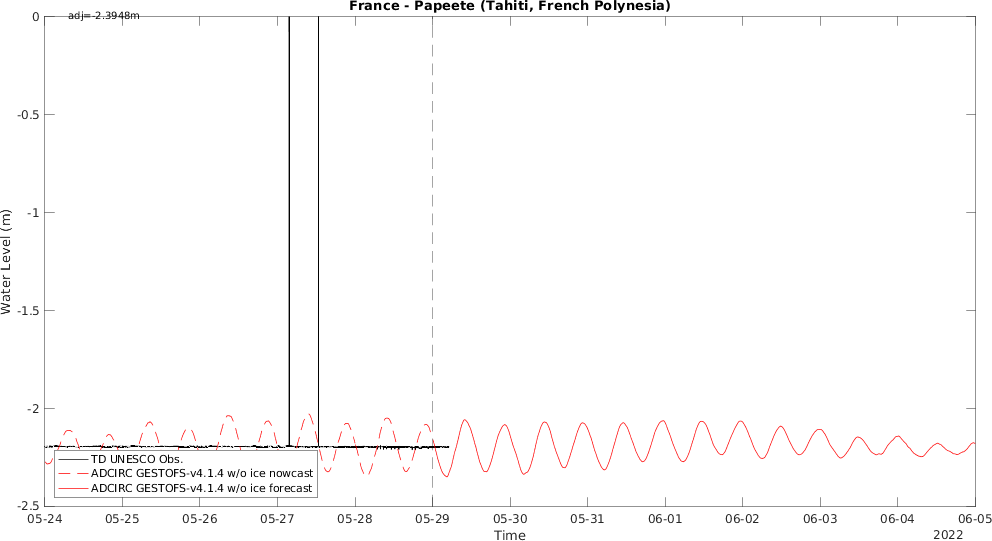 France - Papeete (Tahiti, French Polynesia)
adj=-2.3948m
0
-0.5
-1
-1.5
-2
-2.5
Water Level (m)
TD UNESCO Obs.
ADCIRC GESTOFS-v4.1.4 w/o ice nowcast
ADCIRC GESTOFS-v4.1.4 w/o ice forecast
05-24 05-25 05-26 05-27 05-28 05-29 05-30 05-31 06-01 06-02 06-03 06-04 06-05
Time
2022